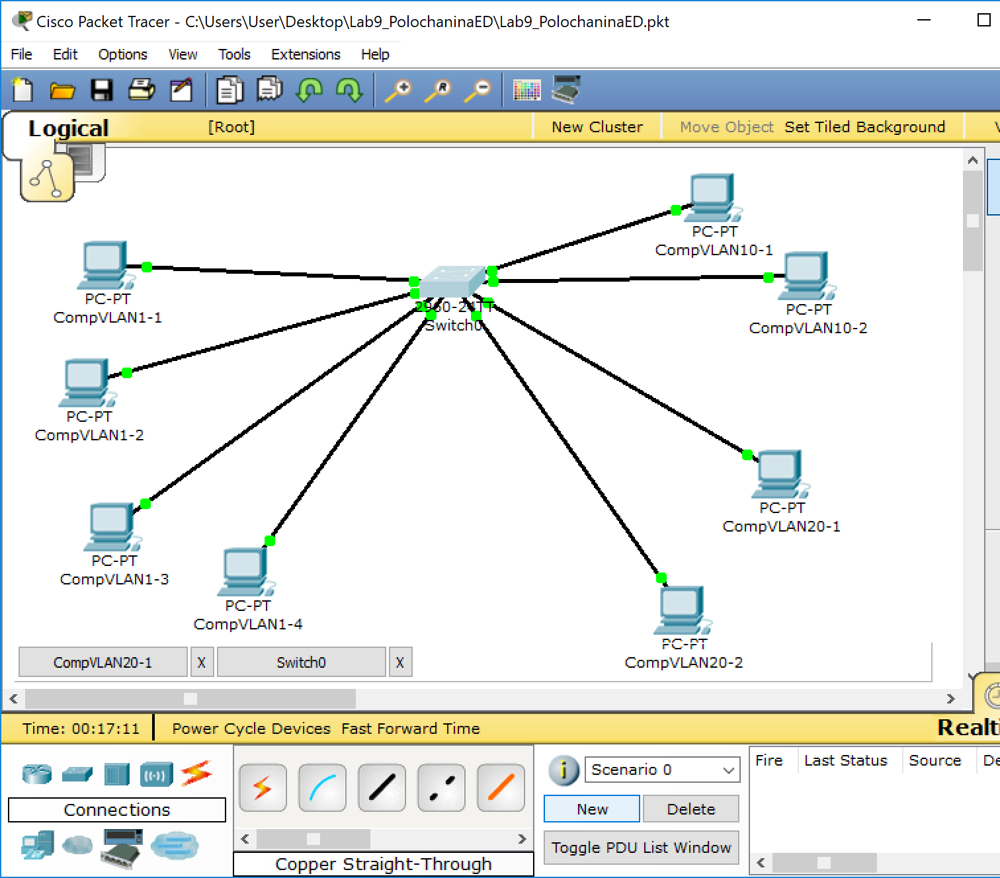 Cisco Packet Tracer - C:\Users\User\Desktop\Lab9_PolochaninaED\Lab9_PolochaninaED.pkt
File Edit Options View Tools Extensions Help
R
Logical [Root] New Cluster Move Object Set Tiled Background
PC-PT
CompVLAN10-1
PC-PT
CompVLAN1-1
2960-24TT
Switch0
PC-PT
CompVLAN10-2
PC-PT
CompVLAN1-2
PC-PT
CompVLAN20-1
PC-PT
CompVLAN1-3
PC-PT
CompVLAN1-4
PC-PT
CompVLAN20-2
CompVLAN20-1 X Switch0 X
Time: 00:17:11 Power Cycle Devices Fast Forward Time Realti
Fire Last Status Source De
i Scenario 0
Connections
New Delete
Toggle PDU List Window
Copper Straight-Through